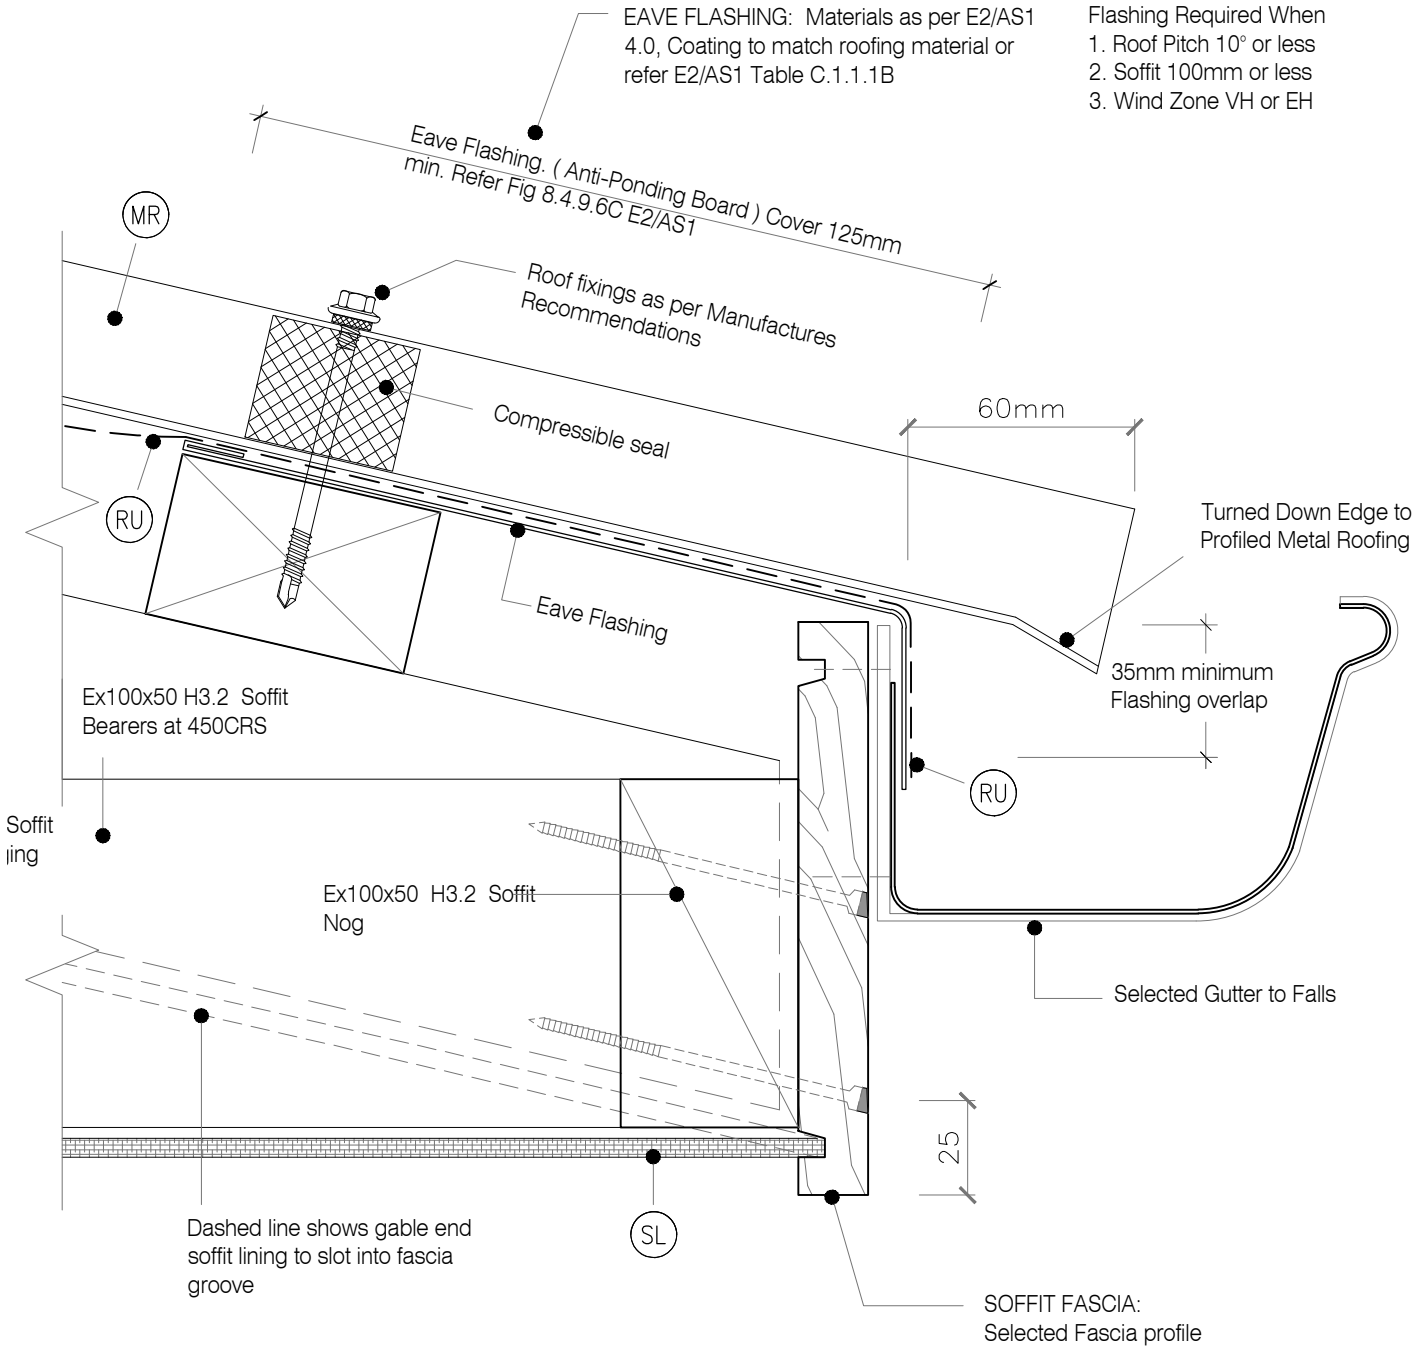 EAVE FLASHING: Materials as per E2/AS1
4.0, Coating to match roofing material or
refer E2/AS1 Table C.1.1.1B
Flashing Required When
1. Roof Pitch 10° or less
2. Soffit 100mm or less
3. Wind Zone VH or EH
Eave Flashing. ( Anti-Ponding Board ) Cover 125mm
min. Refer Fig 8.4.9.6C E2/AS1
MR
Roof fixings as per Manufactures
Recommendations
60mm
Compressible seal
RU
Turned Down Edge to
Profiled Metal Roofing
Eave Flashing
35mm minimum
Flashing overlap
Ex100x50 H3.2 Soffit
Bearers at 450CRS
RU
Soffit
ging
Ex100x50 H3.2 Soffit
Nog
Selected Gutter to Falls
25
SL
Dashed line shows gable end
soffit lining to slot into fascia
groove
SOFFIT FASCIA:
Selected Fascia profile